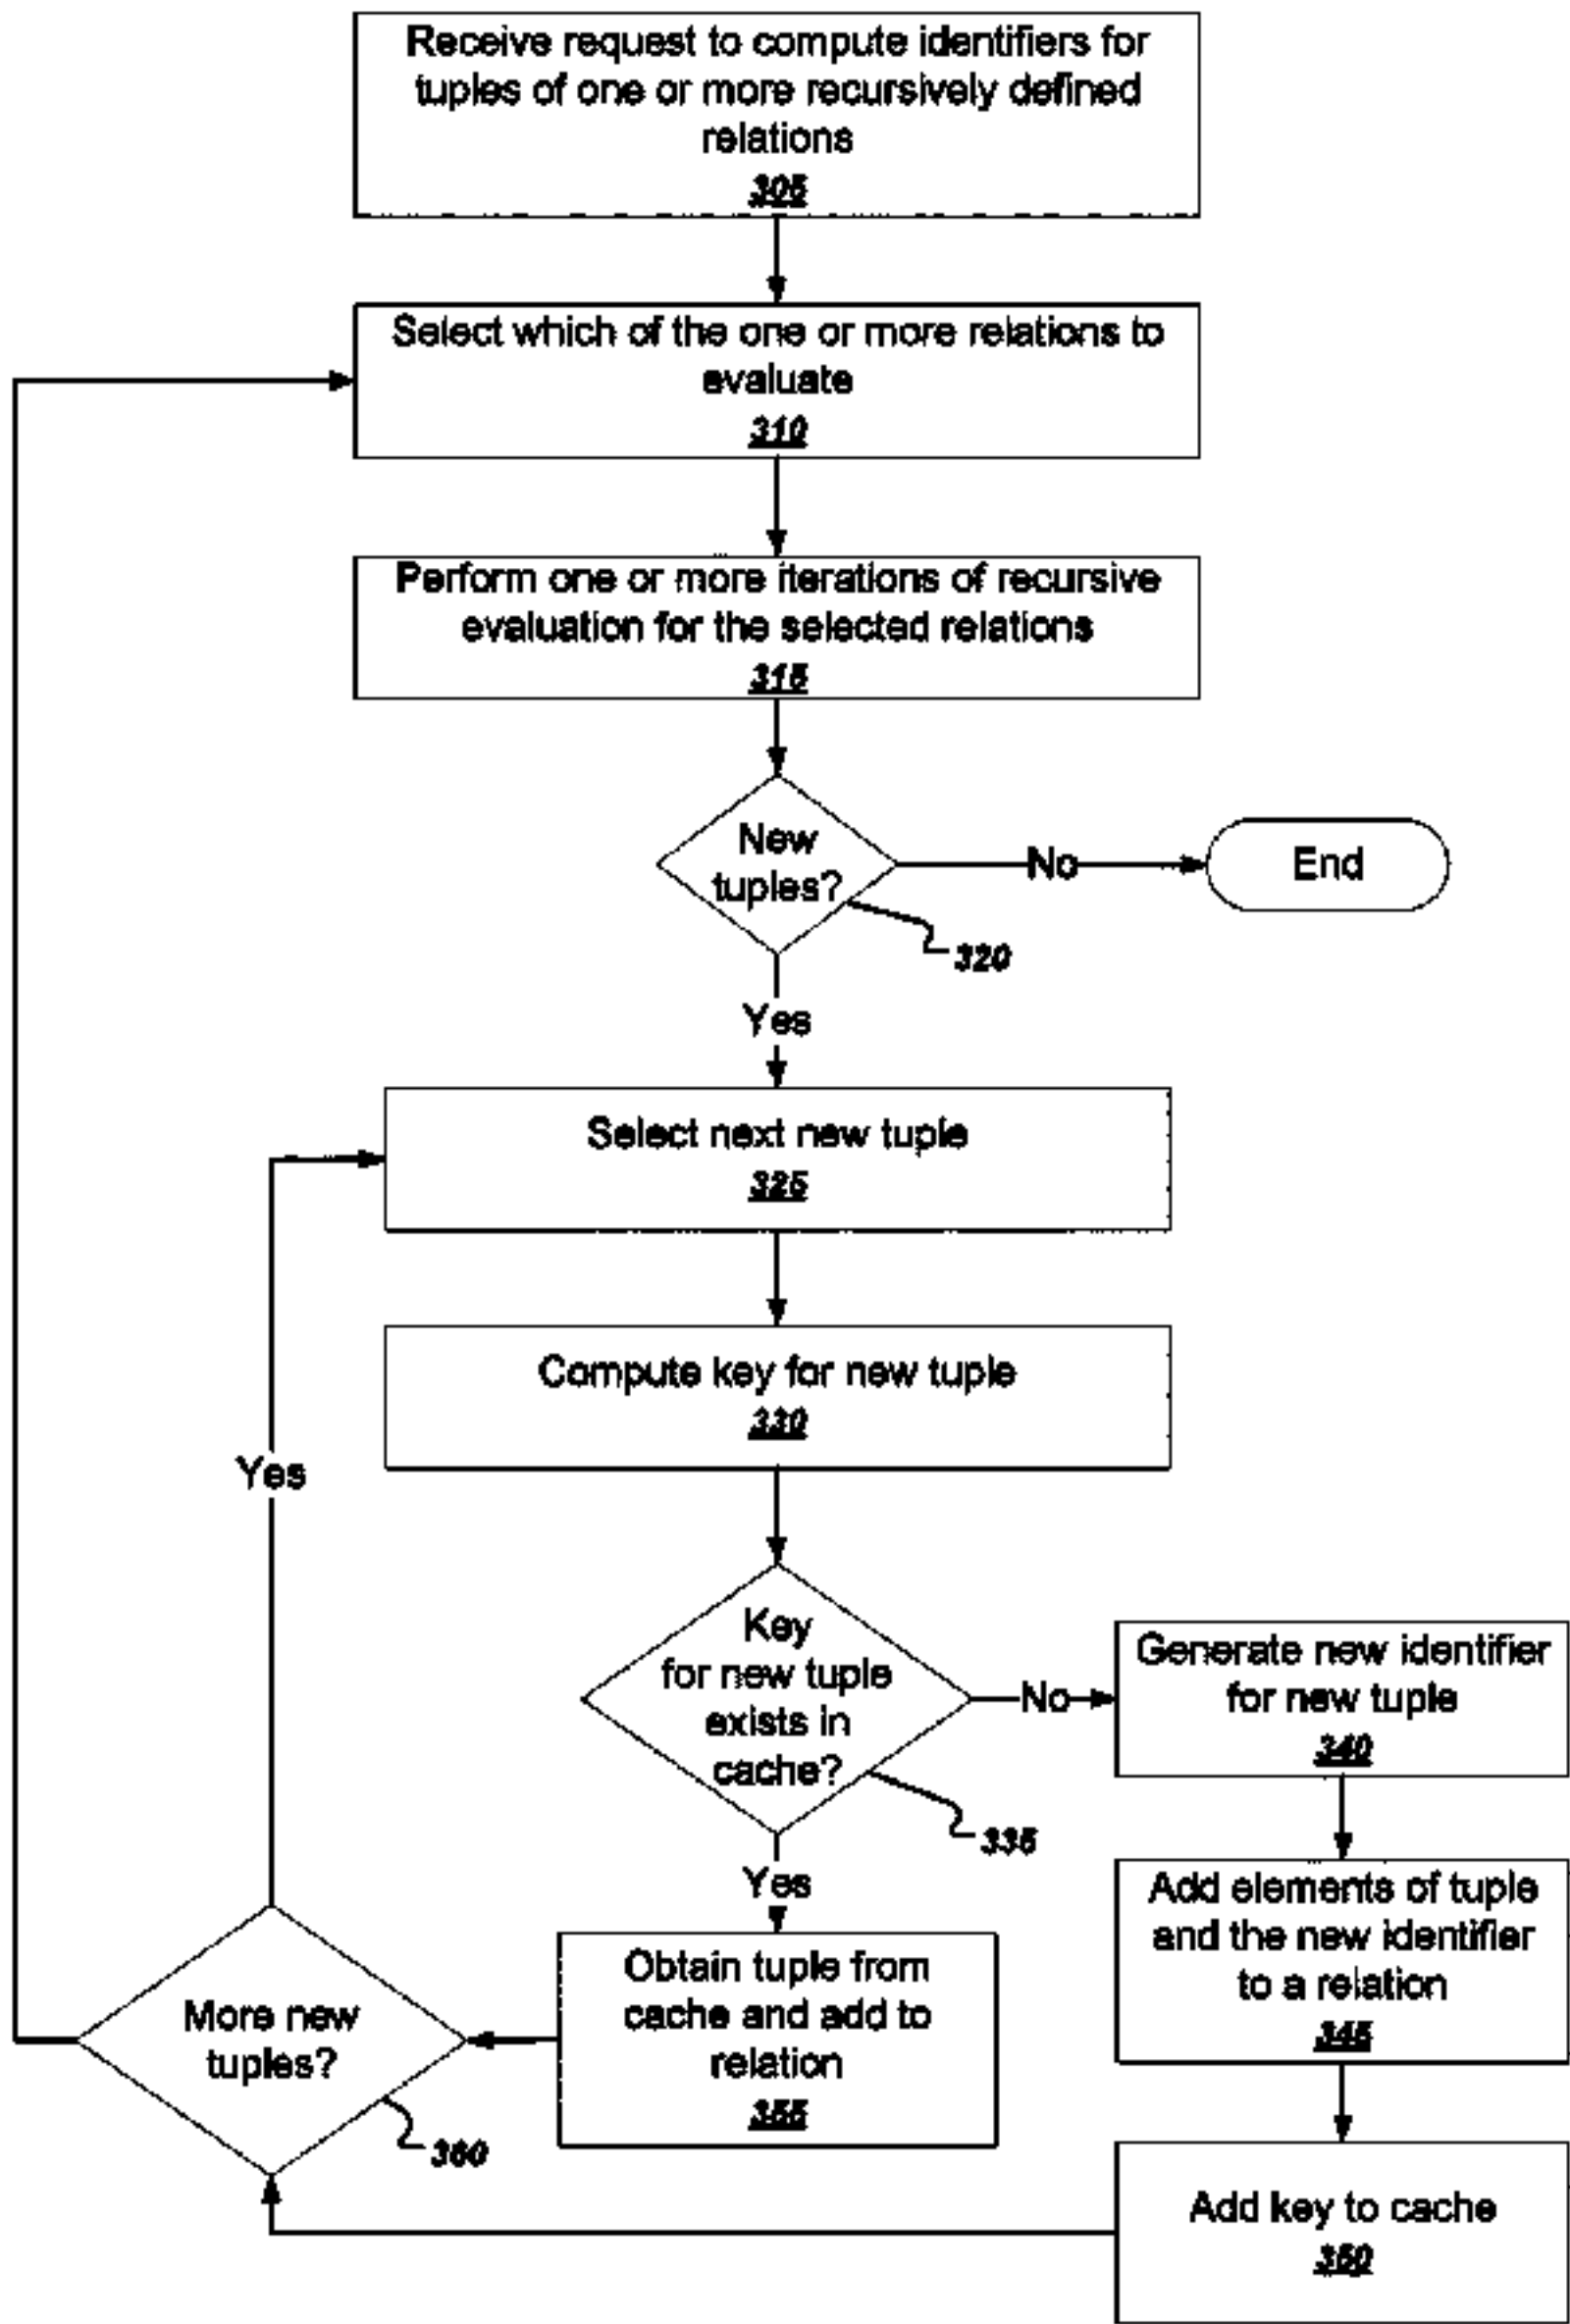 Receive request to compute identifiers for
tuples of one or more recursively defined
relations
305
Select which of the one or more relations to
evaluate
310
Perform one or more iterations of recursive
evaluation for the selected relations
315
New
tuples?
No
End
320
Yes
Select next new tuple
325
Compute key for new tuple
330
Yes
Key
for new tuple
exists in
cache?
335
No
Generate new identifier
for new tuple
340
Yes
Add elements of tuple
and the new identifier
to a relation
345
Obtain tuple from
cache and add to
relation
355
More new
tuples?
360
Add key to cache
350